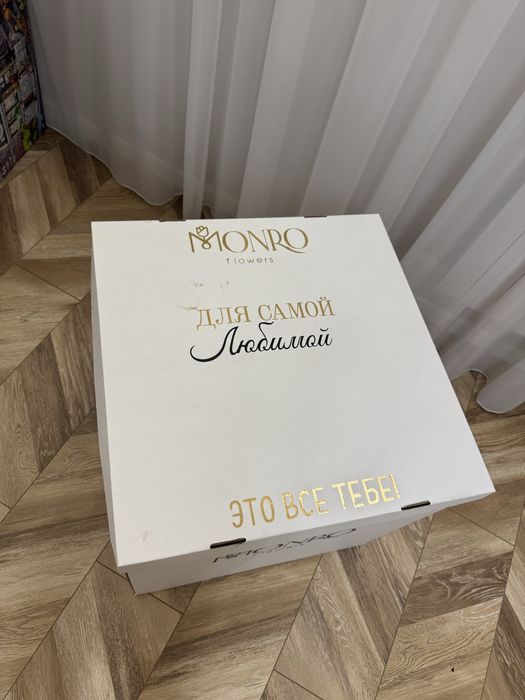 MONRO
flowers
ДЛЯ САМОЙ
Любимой
ЭТО ВСЕ ТЕБЕ!
MONRO